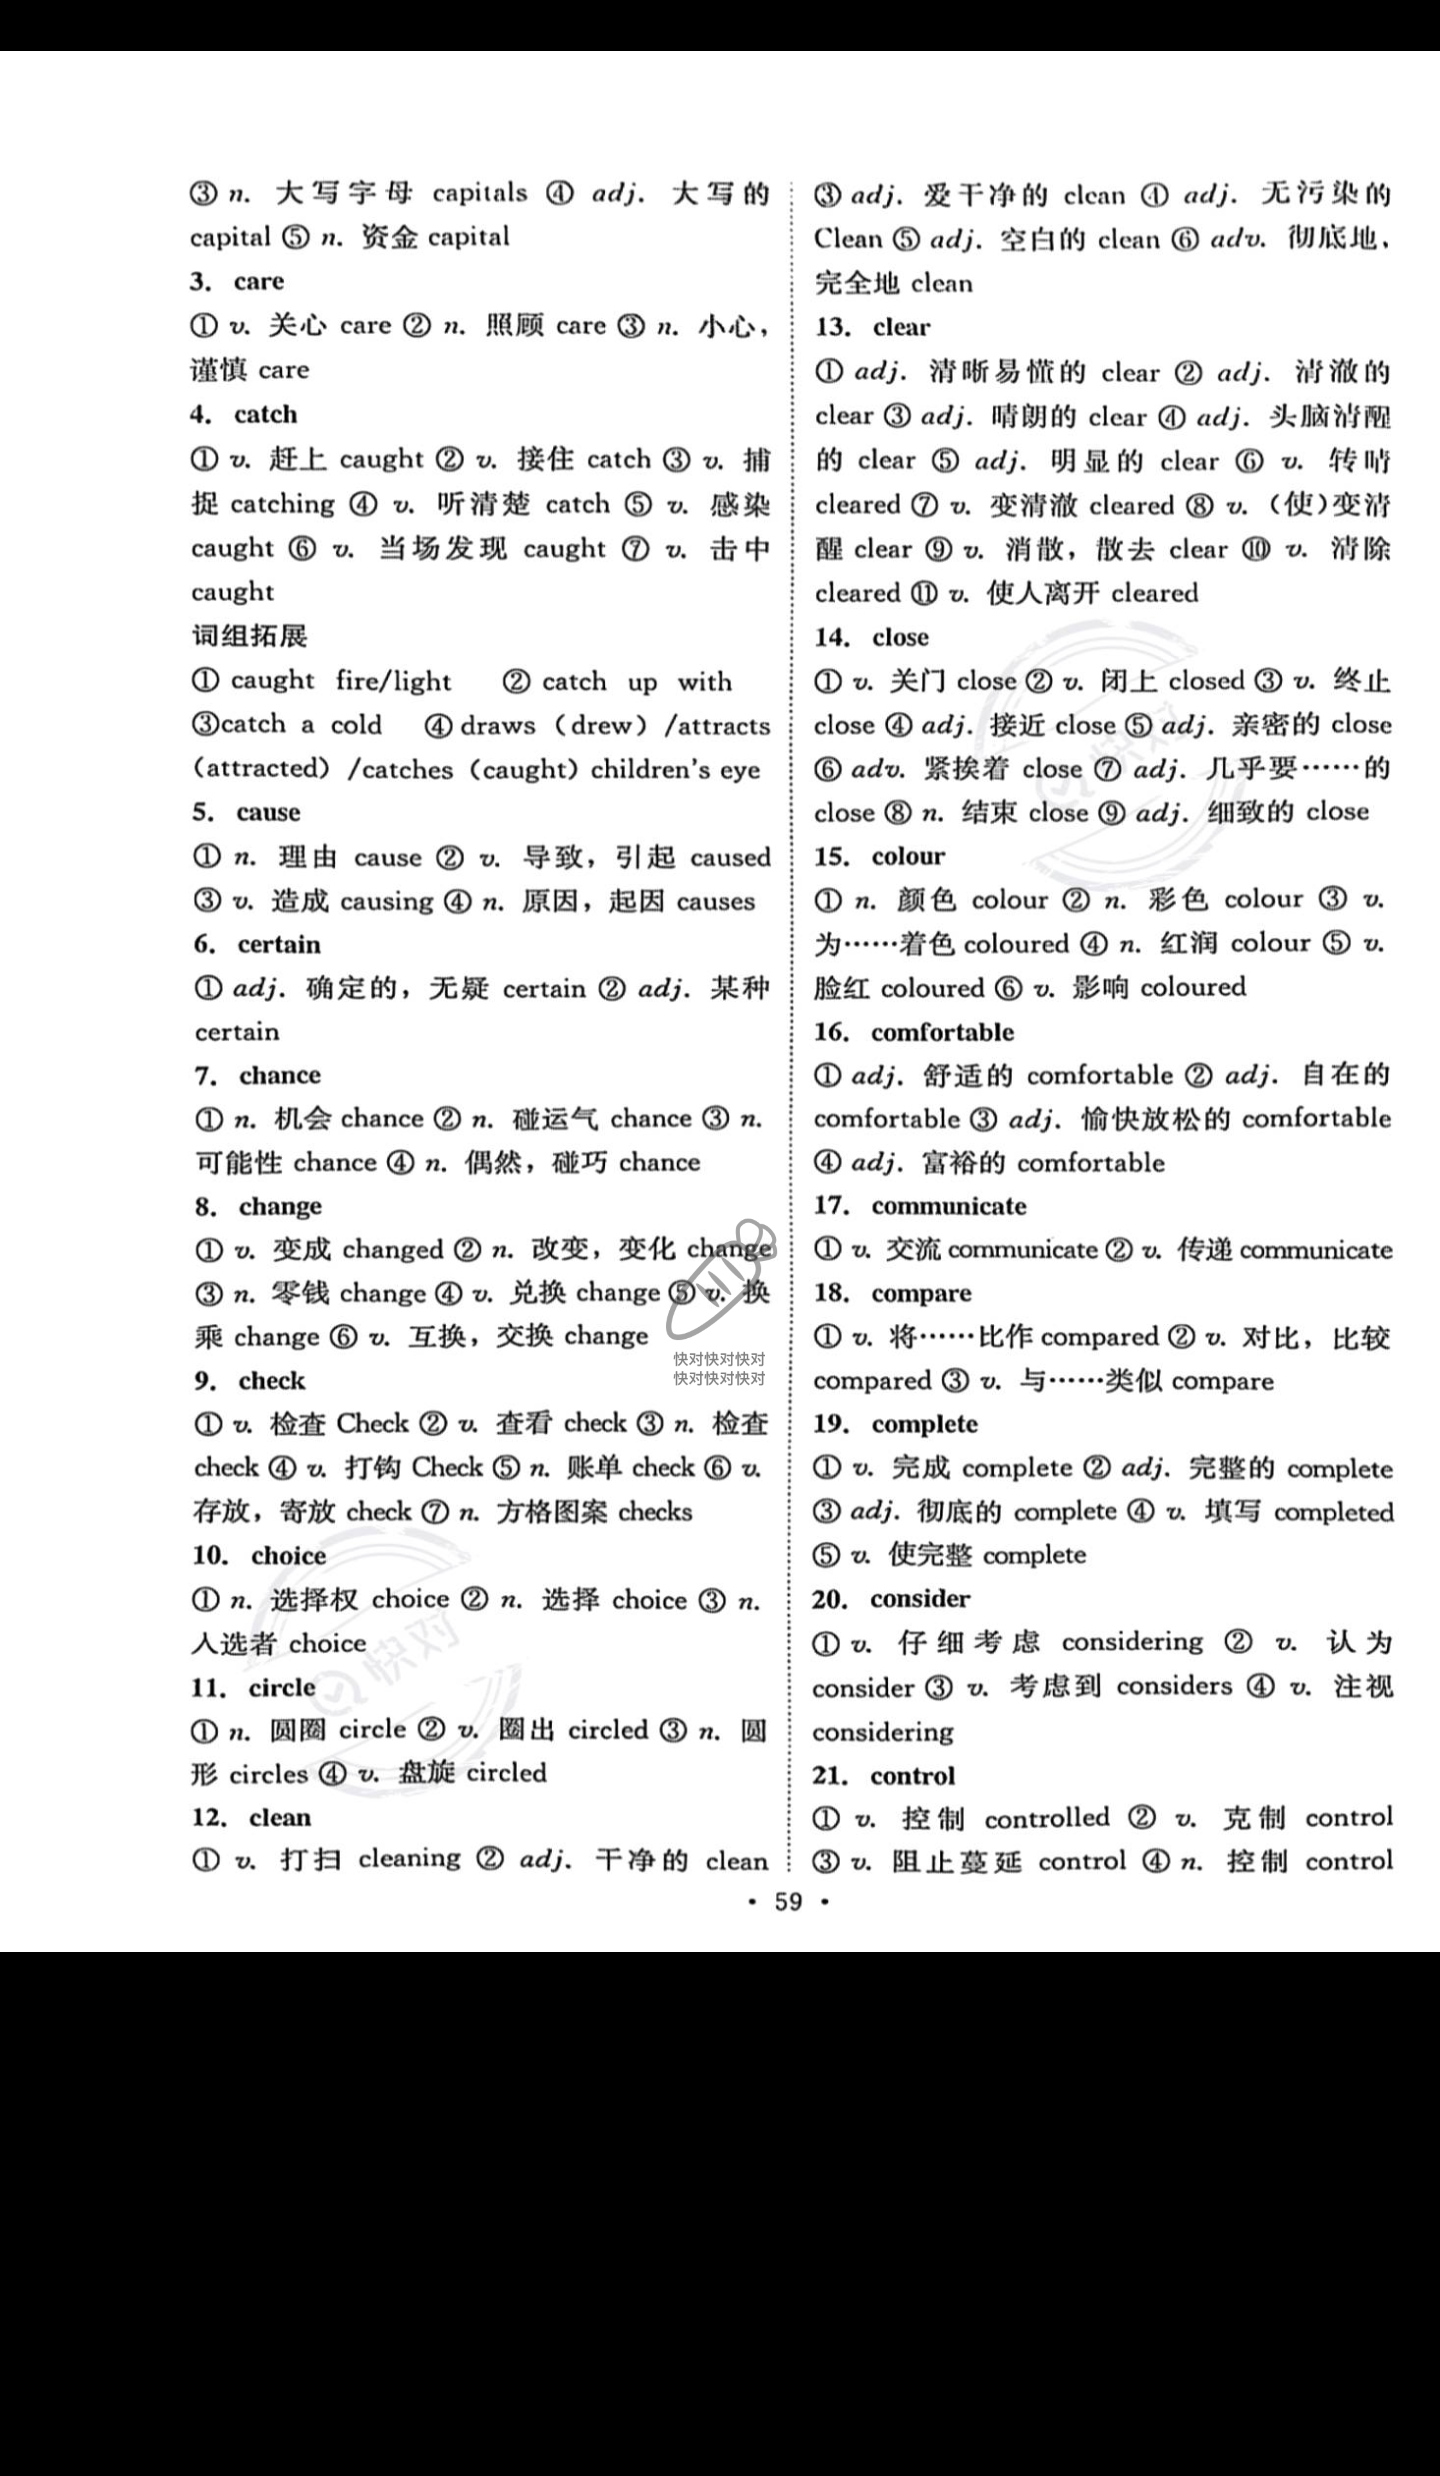 ③ n. 大写字母 capitals ④ adj. 大写的
capital ⑤ n. 资金 capital
3. care
① v. 关心 care ② n. 照顾 care ③ n. 小心，
谨慎 care
4. catch
① v. 赶上 caught ② v. 接住 catch ③ v. 捕
捉 catching ④ v. 听清楚 catch ⑤ v. 感染
caught ⑥ v. 当场发现 caught ⑦ v. 击中
caught
词组拓展
① caught fire/light ② catch up with
③catch a cold ④ draws（drew）/attracts
（attracted）/catches（caught）children's eye
5. cause
① n. 理由 cause ② v. 导致，引起 caused
③ v. 造成 causing ④ n. 原因，起因 causes
6. certain
① adj. 确定的，无疑 certain ② adj. 某种
certain
7. chance
① n. 机会 chance ② n. 碰运气 chance ③ n.
可能性 chance ④ n. 偶然，碰巧 chance
8. change
① v. 变成 changed ② n. 改变，变化 change
③ n. 零钱 change ④ v. 兑换 change ⑤ v. 换
乘 change ⑥ v. 互换，交换 change
快对快对快对
快对快对快对
9. check
① v. 检查 Check ② v. 查看 check ③ n. 检查
check ④ v. 打钩 Check ⑤ n. 账单 check ⑥ v.
存放，寄放 check ⑦ n. 方格图案 checks
10. choice
① n. 选择权 choice ② n. 选择 choice ③ n.
人选者 choice
快对
11. circle
① n. 圆圈 circle ② v. 圈出 circled ③ n. 圆
形 circles ④ v. 盘旋 circled
12. clean
① v. 打扫 cleaning ② adj. 干净的 clean
③ adj. 爱干净的 clean ④ adj. 无污染的
Clean ⑤ adj. 空白的 clean ⑥ adv. 彻底地，
完全地 clean
13. clear
① adj. 清晰易懂的 clear ② adj. 清澈的
clear ③ adj. 晴朗的 clear ④ adj. 头脑清醒
的 clear ⑤ adj. 明显的 clear ⑥ v. 转晴
cleared ⑦ v. 变清澈 cleared ⑧ v.（使）变清
醒 clear ⑨ v. 消散，散去 clear ⑩ v. 清除
cleared ⑪ v. 使人离开 cleared
14. close
① v. 关门 close ② v. 闭上 closed ③ v. 终止
close ④ adj. 接近 close ⑤ adj. 亲密的 close
⑥ adv. 紧挨着 close ⑦ adj. 几乎要……的
close ⑧ n. 结束 close ⑨ adj. 细致的 close
快对
15. colour
① n. 颜色 colour ② n. 彩色 colour ③ v.
为……着色 coloured ④ n. 红润 colour ⑤ v.
脸红 coloured ⑥ v. 影响 coloured
16. comfortable
① adj. 舒适的 comfortable ② adj. 自在的
comfortable ③ adj. 愉快放松的 comfortable
④ adj. 富裕的 comfortable
17. communicate
① v. 交流 communicate ② v. 传递 communicate
18. compare
① v. 将……比作 compared ② v. 对比，比较
compared ③ v. 与……类似 compare
19. complete
① v. 完成 complete ② adj. 完整的 complete
③ adj. 彻底的 complete ④ v. 填写 completed
⑤ v. 使完整 complete
20. consider
① v. 仔细考虑 considering ② v. 认为
consider ③ v. 考虑到 considers ④ v. 注视
considering
21. control
① v. 控制 controlled ② v. 克制 control
③ v. 阻止蔓延 control ④ n. 控制 control
• 59 •